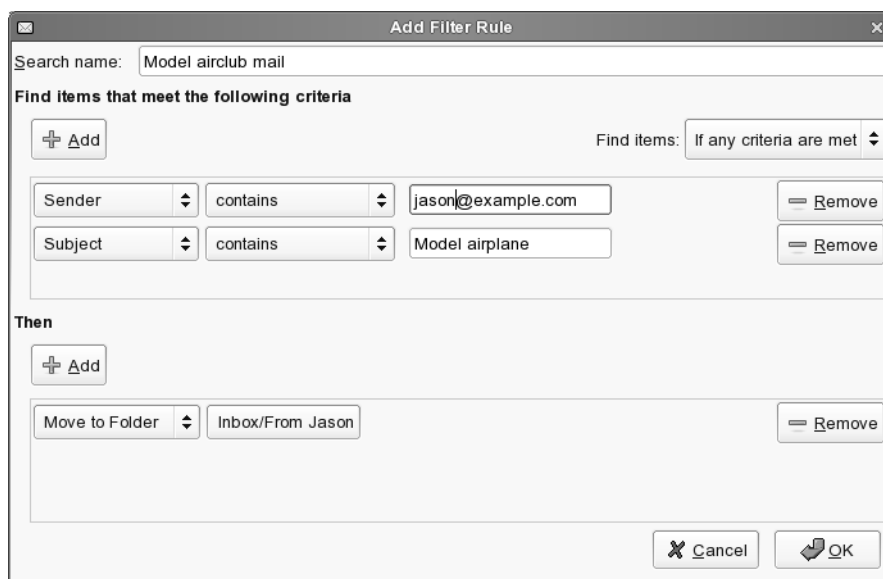 Add Filter Rule
Search name: Model airclub mail
Find items that meet the following criteria
Add Find items: If any criteria are met
Sender contains jason@example.com Remove
Subject contains Model airplane Remove
Then
Add
Move to Folder Inbox/From Jason Remove
Cancel OK